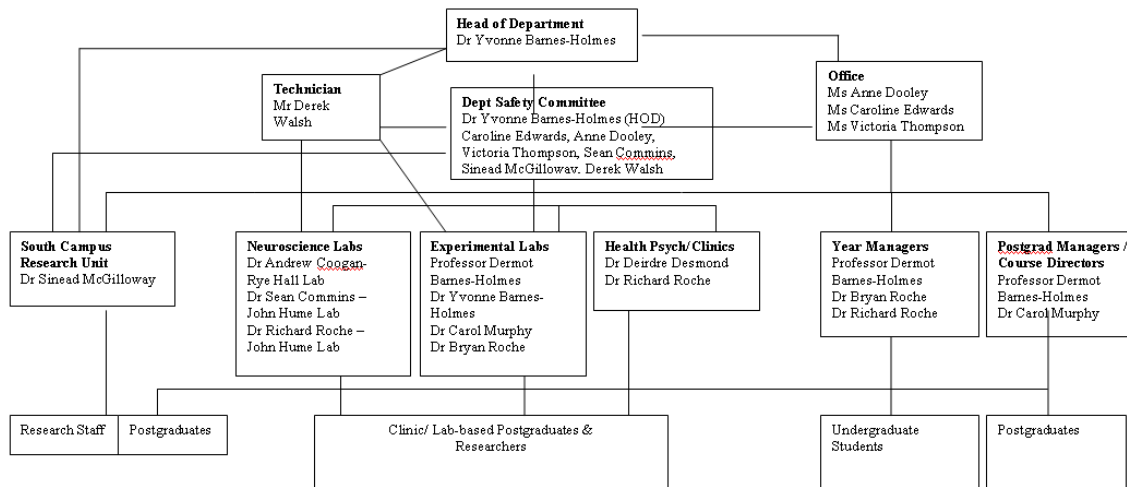 Head of Department
Dr Yvonne Barnes-Holmes
Technician
Mr Derek
Walsh
Dept Safety Committee
Dr Yvonne Barnes-Holmes (HOD)
Caroline Edwards, Anne Dooley,
Victoria Thompson, Sean Commins,
Sinead McGilloway, Derek Walsh
Office
Ms Anne Dooley
Ms Caroline Edwards
Ms Victoria Thompson
South Campus
Research Unit
Dr Sinead McGilloway
Neuroscience Labs
Dr Andrew Coogan-
Rye Hall Lab
Dr Sean Commins –
John Hume Lab
Dr Richard Roche –
John Hume Lab
Experimental Labs
Professor Dermot
Barnes-Holmes
Dr Yvonne Barnes-
Holmes
Dr Carol Murphy
Dr Bryan Roche
Health Psych/Clinics
Dr Deirdre Desmond
Dr Richard Roche
Year Managers
Professor Dermot
Barnes-Holmes
Dr Bryan Roche
Dr Richard Roche
Postgrad Managers /
Course Directors
Professor Dermot
Barnes-Holmes
Dr Carol Murphy
Research Staff
Postgraduates
Clinic/ Lab-based Postgraduates &
Researchers
Undergraduate
Students
Postgraduates